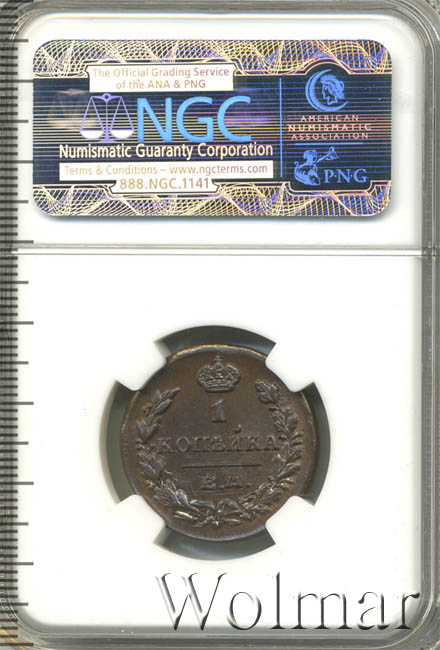 The Official Grading Service
of the ANA & PNG
NGC
Numismatic Guaranty Corporation
Terms & Conditions – www.ngcterms.com
888.NGC.1141
AMERICAN
NUMISMATIC
ASSOCIATION
PNG
1
КОПѢЙКА
Е.М.
Wolmar